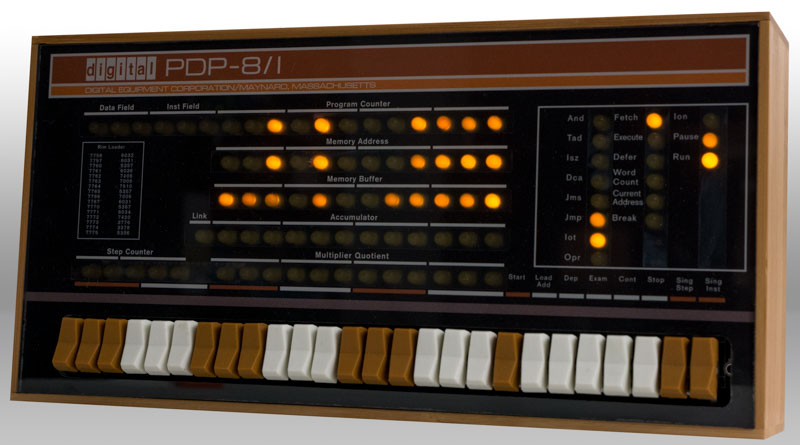 digital PDP-8/I
DIGITAL EQUIPMENT CORPORATION/MAYNARD, MASSACHUSETTS
Data Field Inst Field Program Counter
Memory Address
Memory Buffer
Link Accumulator
Step Counter Multiplier Quotient
Rim Loader
And Fetch Ion
Tad Execute Pause
Isz Defer Run
Dca Word Count
Jms Current Address
Jmp Break
Iot
Opr
Start Load Add Dep Exam Cont Stop Sing Step Sing Inst